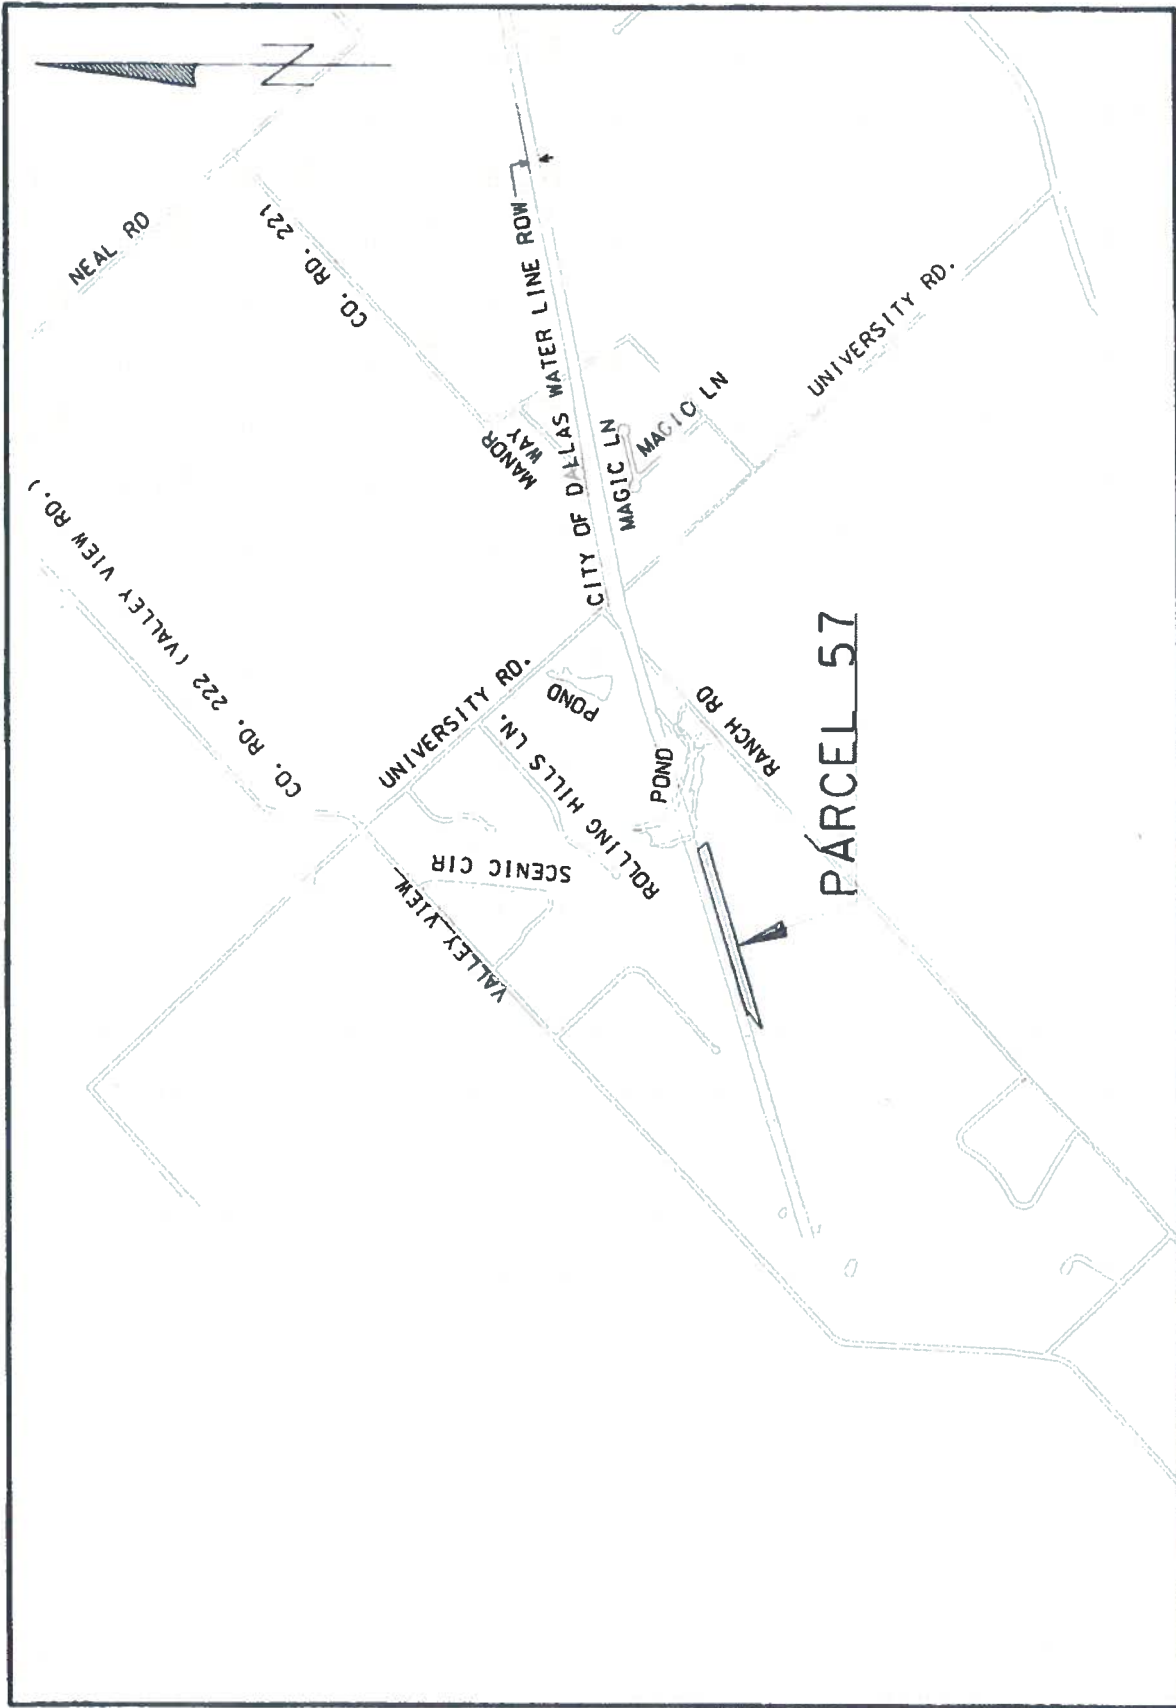 N
NEAL RD
CO. RD. 221
CO. RD. 222 (VALLEY VIEW RD.)
MANOR
WAY
CITY OF DALLAS WATER LINE ROW
MAGIC LN
MAGIC LN
UNIVERSITY RD.
UNIVERSITY RD.
POND
ROLLING HILLS LN.
SCENIC CIR
VALLEY VIEW
POND
RANCH RD
PARCEL 57